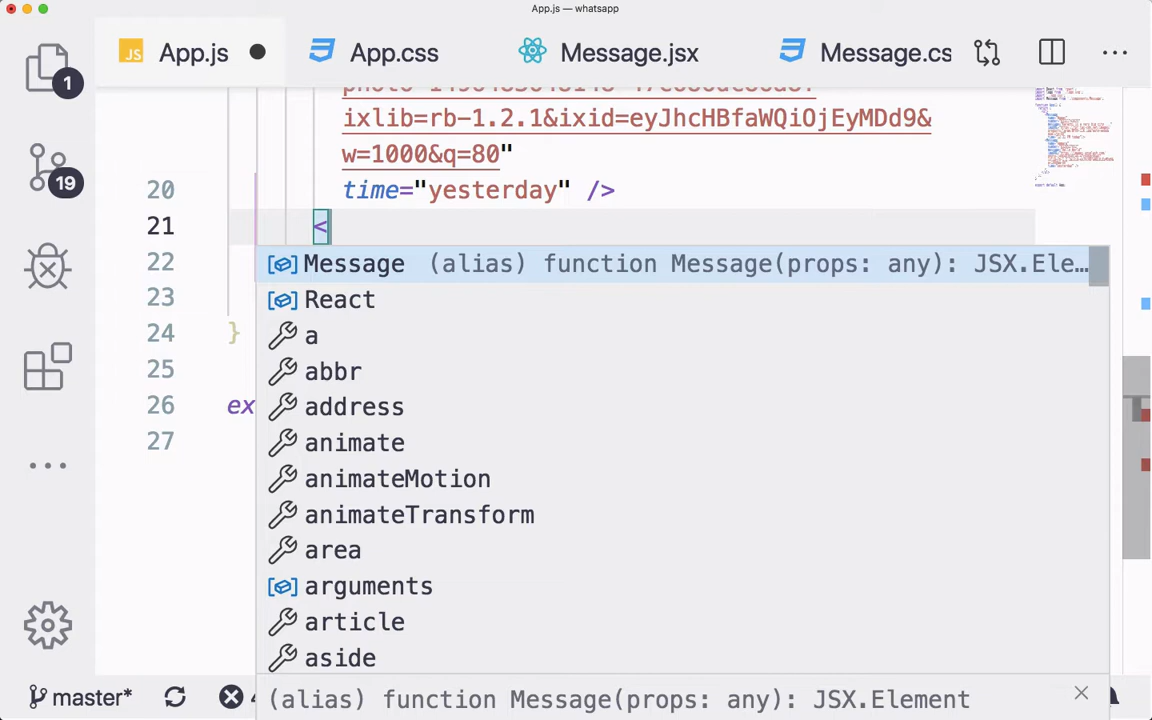 App.js — whatsapp
App.js
App.css
Message.jsx
Message.cs
1
19
ixlib=rb-1.2.1&ixid=eyJhcHBfaWQiOjEyMDd9&
w=1000&q=80"
20 time="yesterday" />
21 <
22
23
24 }
25
26 ex
27
Message (alias) function Message(props: any): JSX.Ele…
React
a
abbr
address
animate
animateMotion
animateTransform
area
arguments
article
aside
(alias) function Message(props: any): JSX.Element
master*